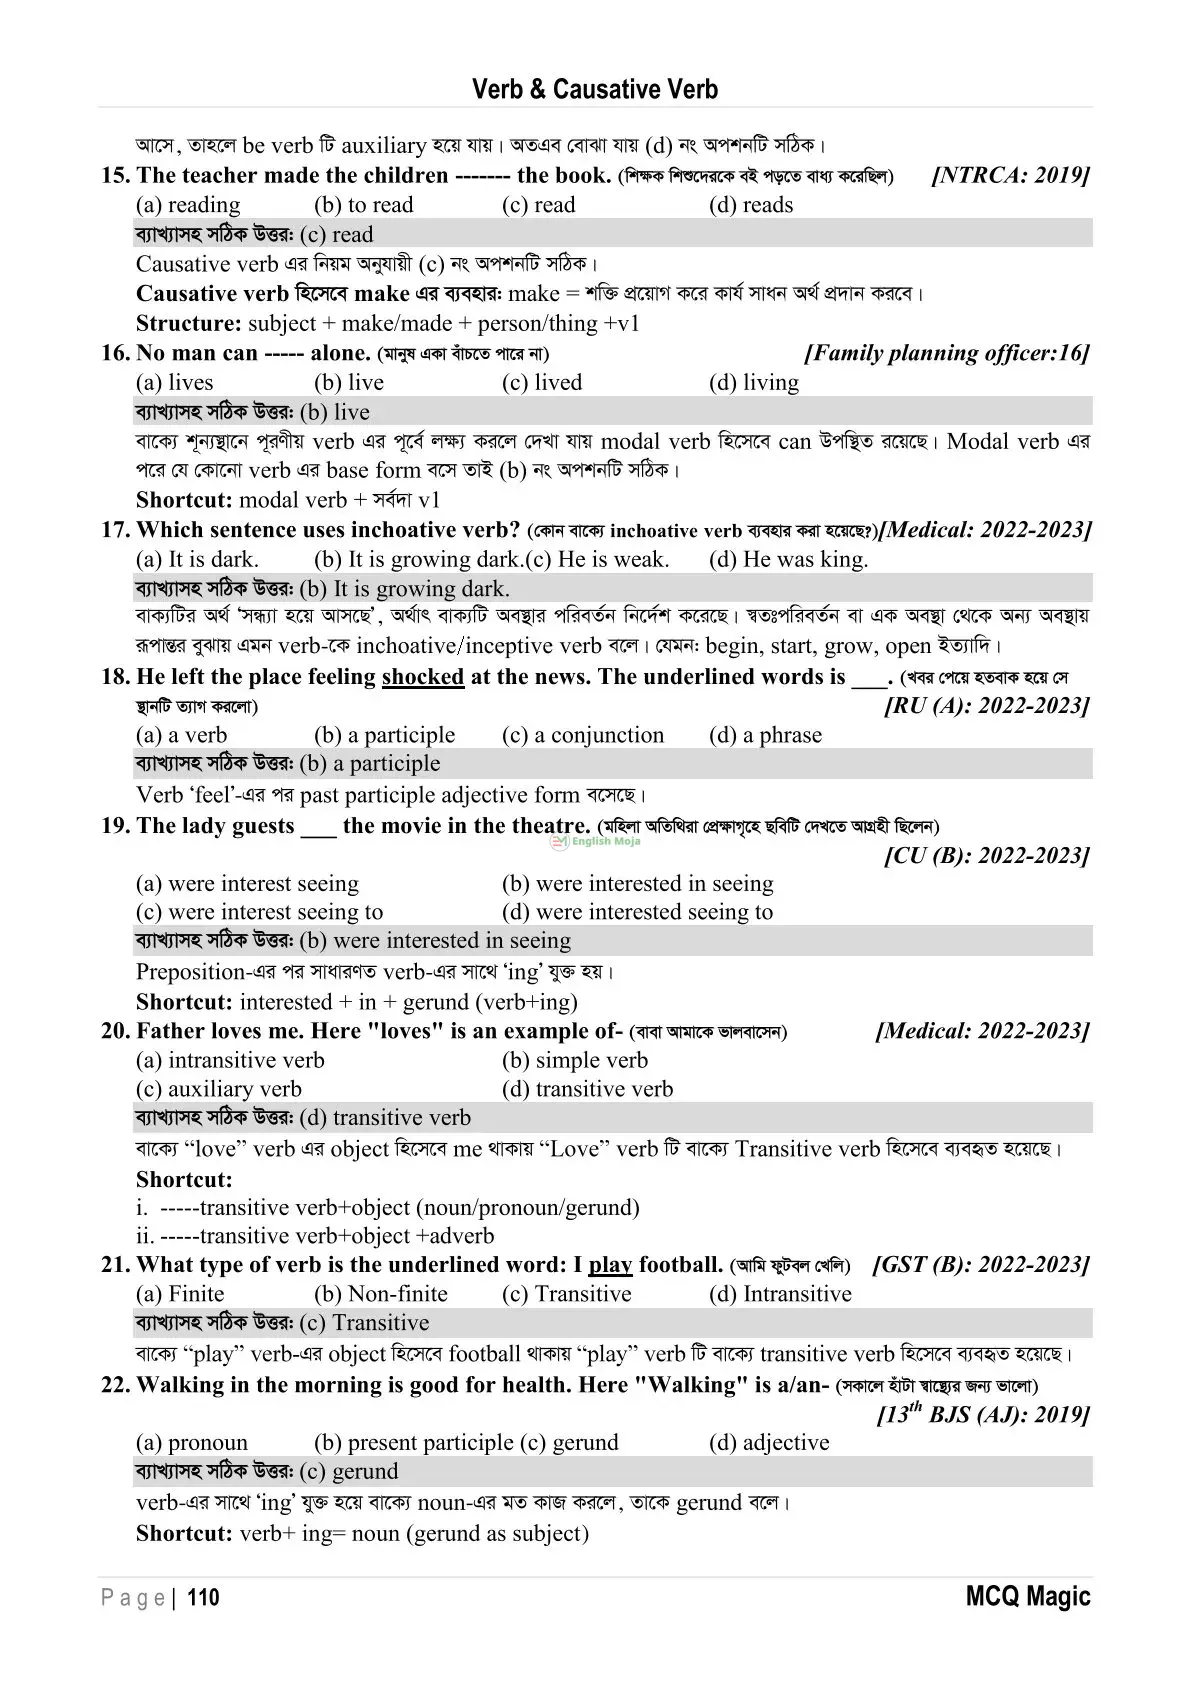 Verb & Causative Verb
আসে, তাহলে be verb টি auxiliary হয়ে যায়। অতএব বোঝা যায় (d) নং অপশনটি সঠিক।
15. The teacher made the children ------- the book. (শিক্ষক শিশুদেরকে বই পড়তে বাধ্য করেছিল) [NTRCA: 2019]
(a) reading (b) to read (c) read (d) reads
ব্যাখ্যাসহ সঠিক উত্তর: (c) read
Causative verb এর নিয়ম অনুযায়ী (c) নং অপশনটি সঠিক।
Causative verb হিসেবে make এর ব্যবহার: make = শক্তি প্রয়োগ করে কার্য সাধন অর্থ প্রদান করবে।
Structure: subject + make/made + person/thing +v1
16. No man can ----- alone. (মানুষ একা বাঁচতে পারে না) [Family planning officer:16]
(a) lives (b) live (c) lived (d) living
ব্যাখ্যাসহ সঠিক উত্তর: (b) live
বাক্যে শূন্যস্থানে পূরণীয় verb এর পূর্বে লক্ষ্য করলে দেখা যায় modal verb হিসেবে can উপস্থিত রয়েছে। Modal verb এর
পরে যে কোনো verb এর base form বসে তাই (b) নং অপশনটি সঠিক।
Shortcut: modal verb + সর্বদা v1
17. Which sentence uses inchoative verb? (কোন বাক্যে inchoative verb ব্যবহার করা হয়েছে?)[Medical: 2022-2023]
(a) It is dark. (b) It is growing dark.(c) He is weak. (d) He was king.
ব্যাখ্যাসহ সঠিক উত্তর: (b) It is growing dark.
বাক্যটির অর্থ ‘সন্ধ্যা হয়ে আসছে’, অর্থাৎ বাক্যটি অবস্থার পরিবর্তন নির্দেশ করেছে। স্বতঃপরিবর্তন বা এক অবস্থা থেকে অন্য অবস্থায়
রূপান্তর বুঝায় এমন verb-কে inchoative/inceptive verb বলে। যেমন: begin, start, grow, open ইত্যাদি।
18. He left the place feeling shocked at the news. The underlined words is ___. (খবর পেয়ে হতবাক হয়ে সে
স্থানটি ত্যাগ করলো) [RU (A): 2022-2023]
(a) a verb (b) a participle (c) a conjunction (d) a phrase
ব্যাখ্যাসহ সঠিক উত্তর: (b) a participle
Verb ‘feel’-এর পর past participle adjective form বসেছে।
19. The lady guests ___ the movie in the theatre. (মহিলা অতিথিরা প্রেক্ষাগৃহে ছবিটি দেখতে আগ্রহী ছিলেন)
English Moja
[CU (B): 2022-2023]
(a) were interest seeing (b) were interested in seeing
(c) were interest seeing to (d) were interested seeing to
ব্যাখ্যাসহ সঠিক উত্তর: (b) were interested in seeing
Preposition-এর পর সাধারণত verb-এর সাথে ‘ing’ যুক্ত হয়।
Shortcut: interested + in + gerund (verb+ing)
20. Father loves me. Here "loves" is an example of- (বাবা আমাকে ভালবাসেন) [Medical: 2022-2023]
(a) intransitive verb (b) simple verb
(c) auxiliary verb (d) transitive verb
ব্যাখ্যাসহ সঠিক উত্তর: (d) transitive verb
বাক্যে “love” verb এর object হিসেবে me থাকায় “Love” verb টি বাক্যে Transitive verb হিসেবে ব্যবহৃত হয়েছে।
Shortcut:
i. -----transitive verb+object (noun/pronoun/gerund)
ii. -----transitive verb+object +adverb
21. What type of verb is the underlined word: I play football. (আমি ফুটবল খেলি) [GST (B): 2022-2023]
(a) Finite (b) Non-finite (c) Transitive (d) Intransitive
ব্যাখ্যাসহ সঠিক উত্তর: (c) Transitive
বাক্যে “play” verb-এর object হিসেবে football থাকায় “play” verb টি বাক্যে transitive verb হিসেবে ব্যবহৃত হয়েছে।
22. Walking in the morning is good for health. Here "Walking" is a/an- (সকালে হাঁটা স্বাস্থ্যের জন্য ভালো)
[13th BJS (AJ): 2019]
(a) pronoun (b) present participle (c) gerund (d) adjective
ব্যাখ্যাসহ সঠিক উত্তর: (c) gerund
verb-এর সাথে ‘ing’ যুক্ত হয়ে বাক্যে noun-এর মত কাজ করলে, তাকে gerund বলে।
Shortcut: verb+ ing= noun (gerund as subject)
Page| 110 MCQ Magic